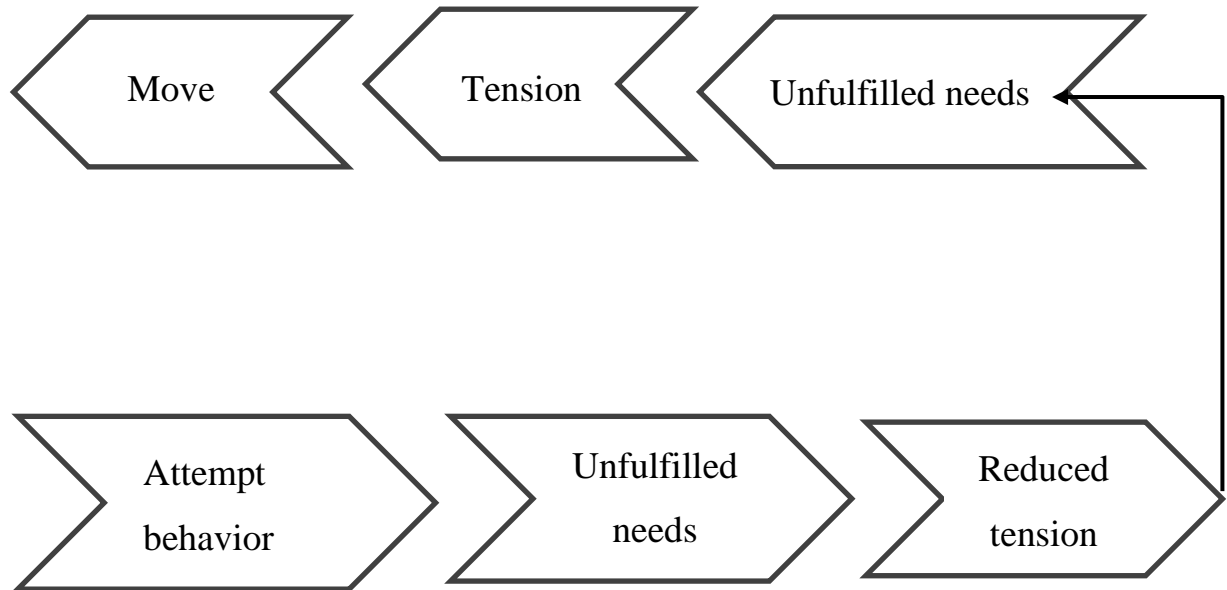 Move
Tension
Unfulfilled needs
Attempt
behavior
Unfulfilled
needs
Reduced
tension